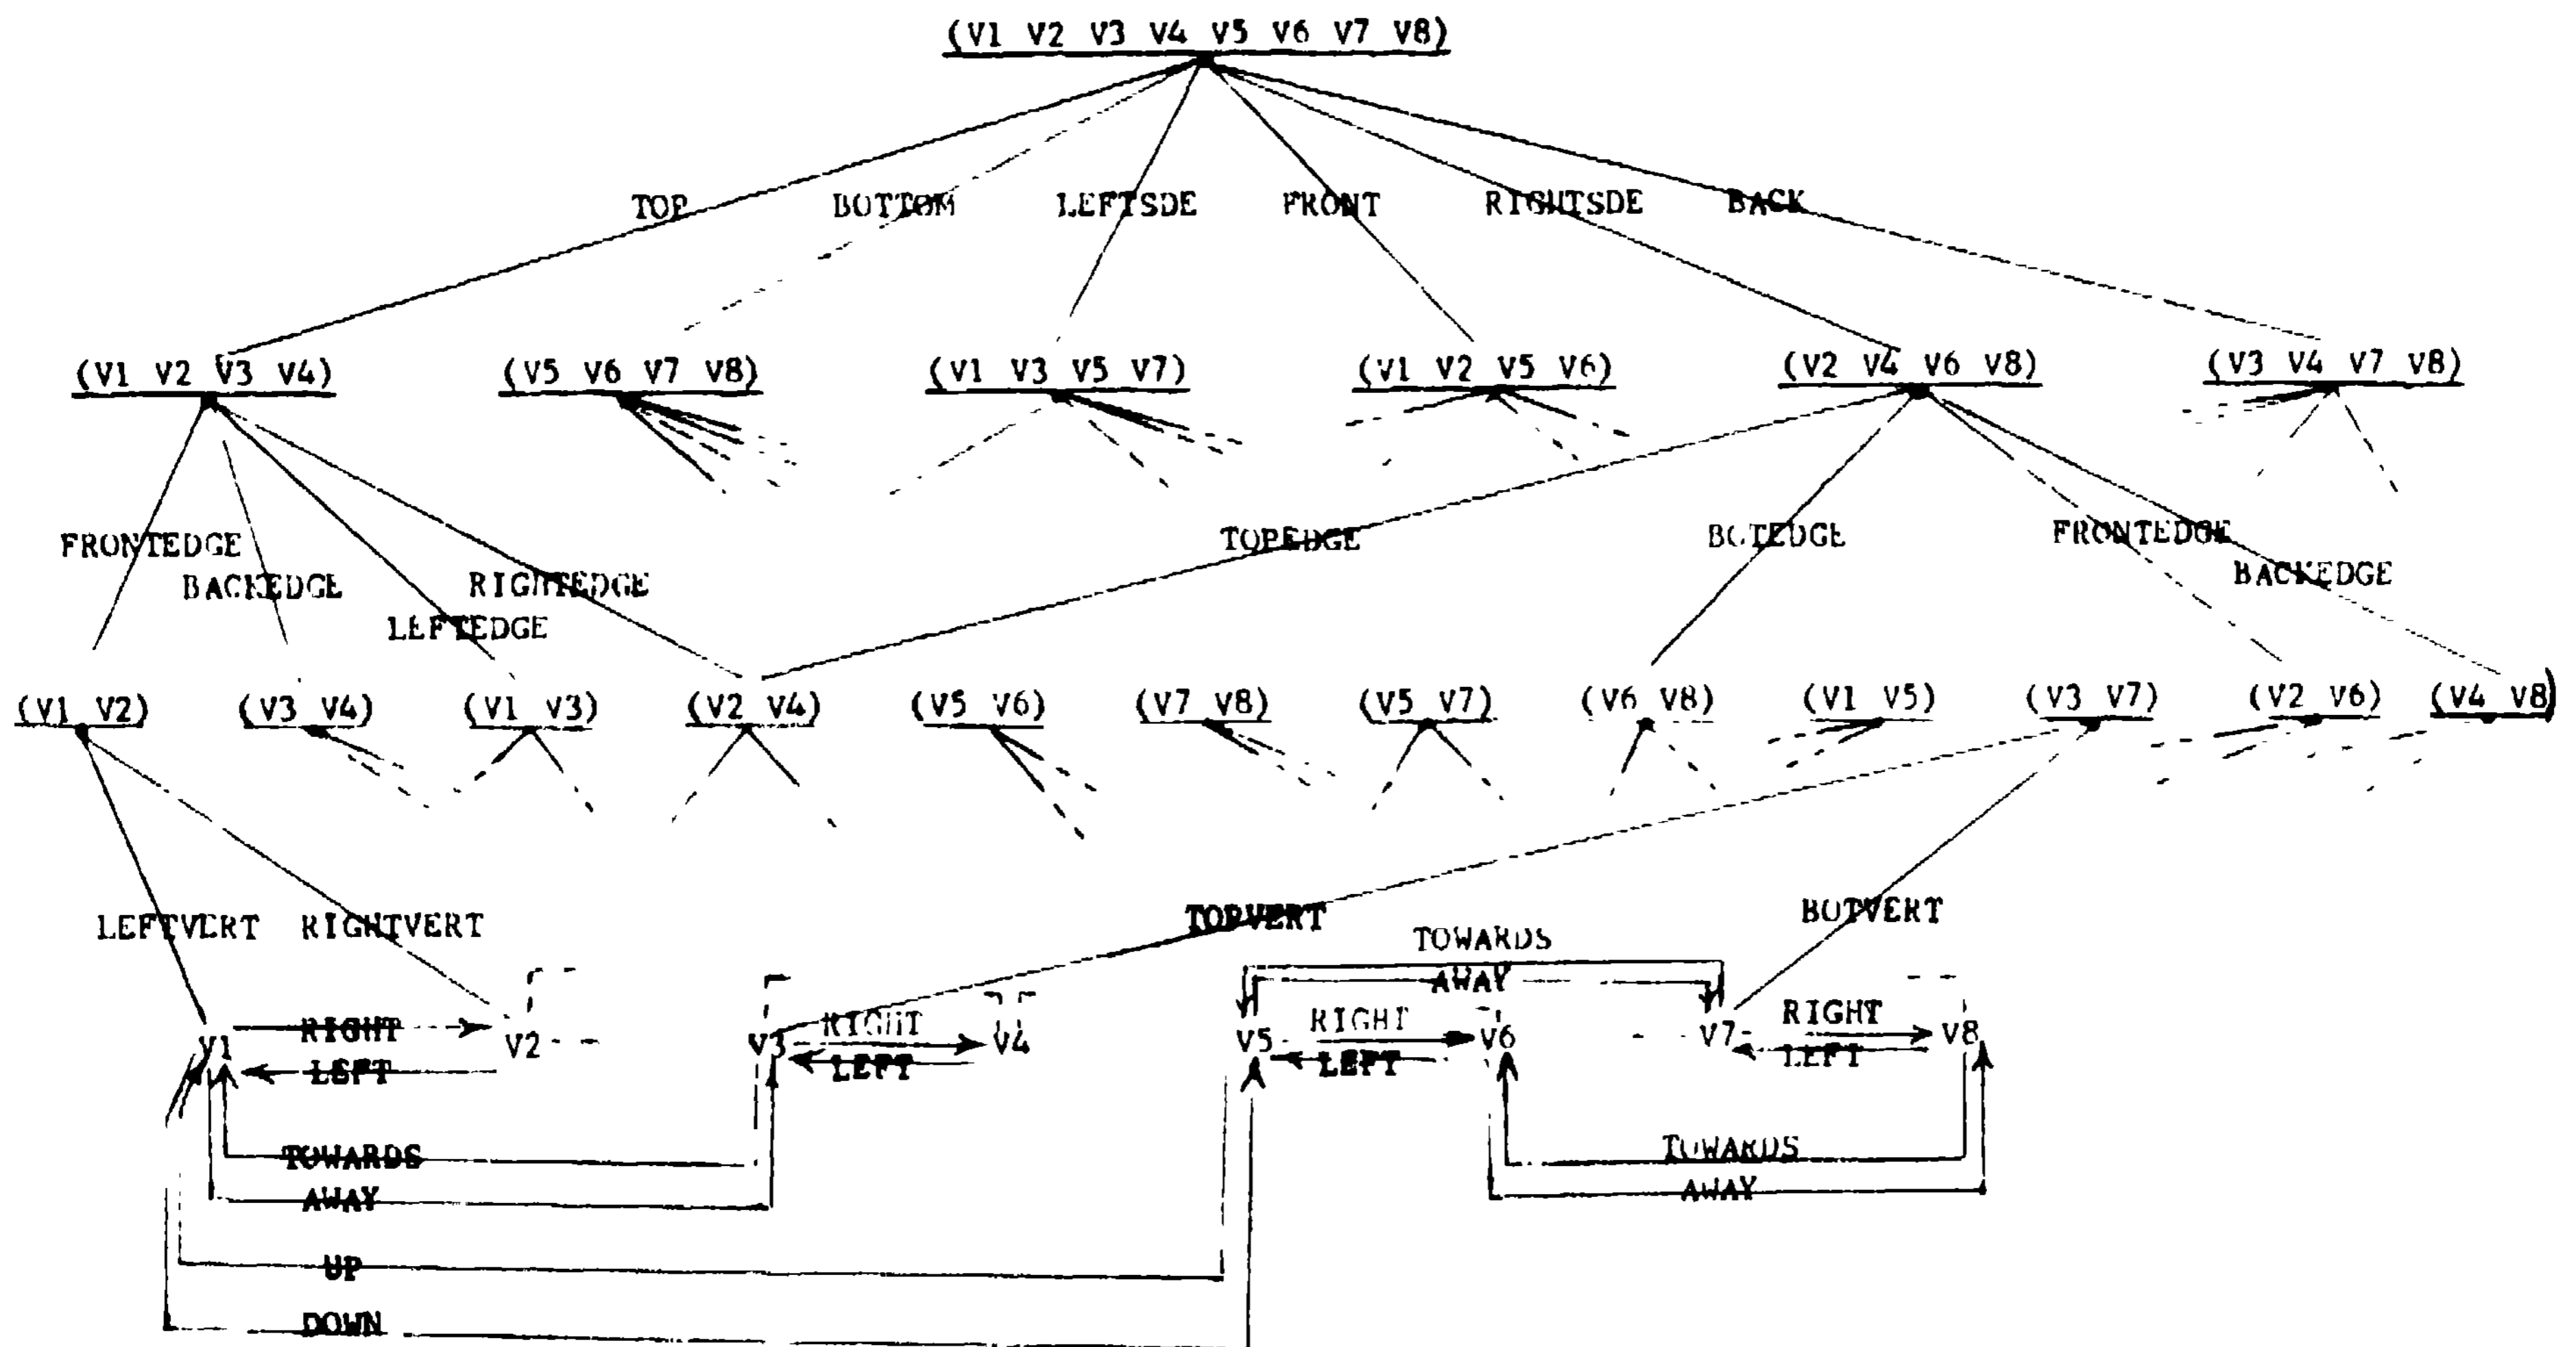 (V1 V2 V3 V4 V5 V6 V7 V8)
TOP BOTTOM LEFTSDE FRONT RIGHTSDE BACK
(V1 V2 V3 V4) (V5 V6 V7 V8) (V1 V3 V5 V7) (V1 V2 V5 V6) (V2 V4 V6 V8) (V3 V4 V7 V8)
FRONTEDGE TOPEDGE BOTEDGE FRONTEDGE
BACKEDGE RIGHTEDGE BACKEDGE
LEFTEDGE
(V1 V2) (V3 V4) (V1 V3) (V2 V4) (V5 V6) (V7 V8) (V5 V7) (V6 V8) (V1 V5) (V3 V7) (V2 V6) (V4 V8)
LEFTVERT RIGHTVERT TOPVERT BOTVERT
TOWARDS
AWAY
RIGHT RIGHT RIGHT RIGHT
V1 V2 V3 V4 V5 V6 V7 V8
LEFT LEFT LEFT LEFT
TOWARDS TOWARDS
AWAY AWAY
UP
DOWN